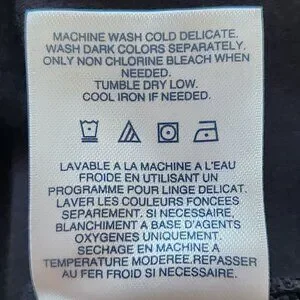 MACHINE WASH COLD DELICATE.
WASH DARK COLORS SEPARATELY.
ONLY NON CHLORINE BLEACH WHEN
NEEDED.
TUMBLE DRY LOW.
COOL IRON IF NEEDED.
LAVABLE A LA MACHINE A L'EAU
FROIDE EN UTILISANT UN
PROGRAMME POUR LINGE DELICAT.
LAVER LES COULEURS FONCEES
SEPAREMENT. SI NECESSAIRE,
BLANCHIMENT A BASE D'AGENTS
OXYGENES UNIQUEMENT.
SECHAGE EN MACHINE A
TEMPERATURE MODEREE.REPASSER
AU FER FROID SI NECESSAIRE.